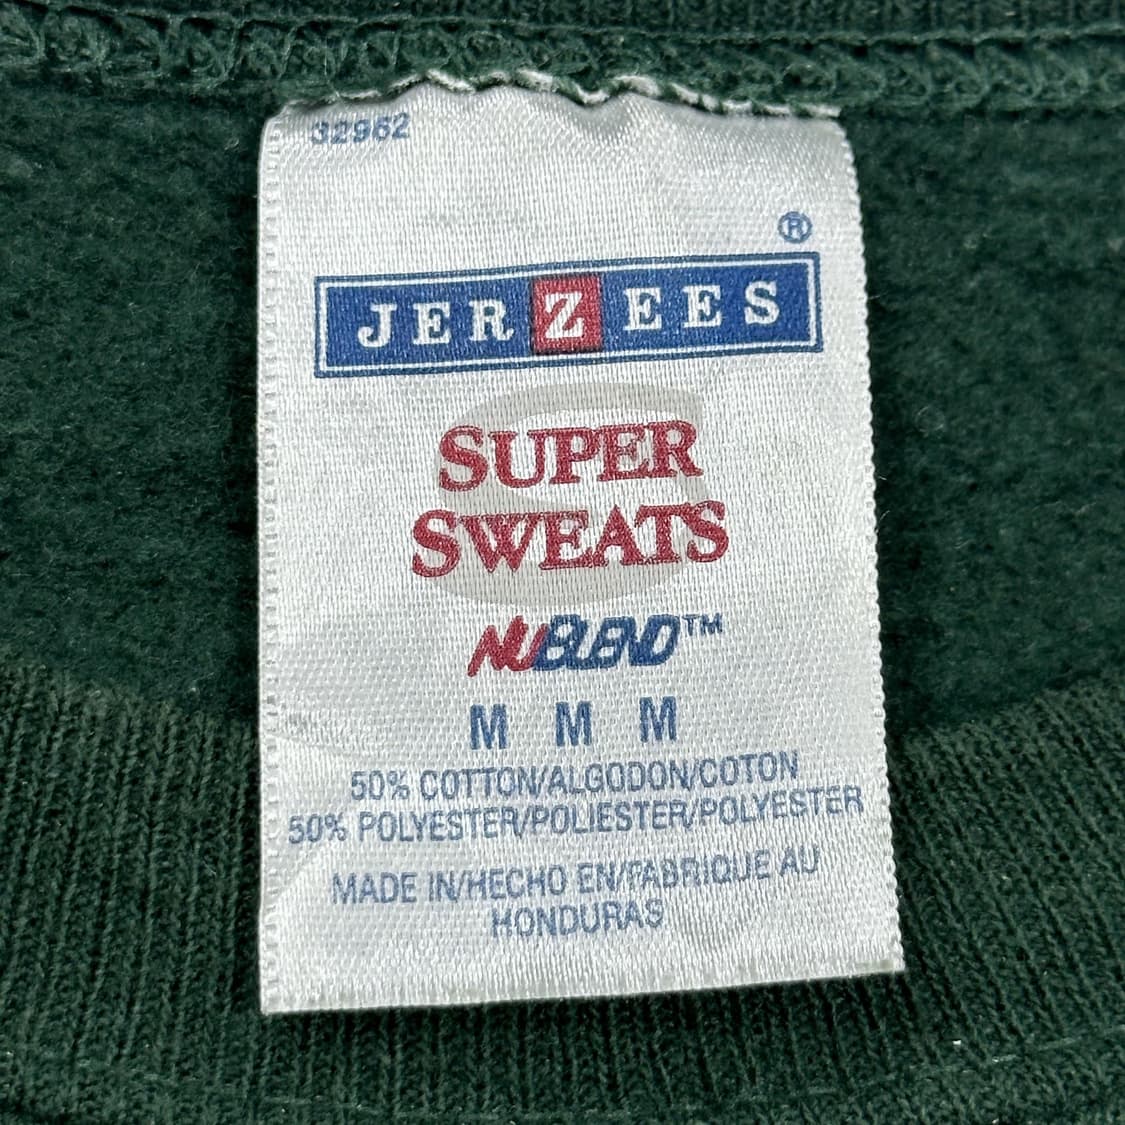 32962
®
JERZEES
SUPER
SWEATS
NUBLEND™
M M M
50% COTTON/ALGODON/COTON
50% POLYESTER/POLIESTER/POLYESTER
MADE IN/HECHO EN/FABRIQUE AU
HONDURAS